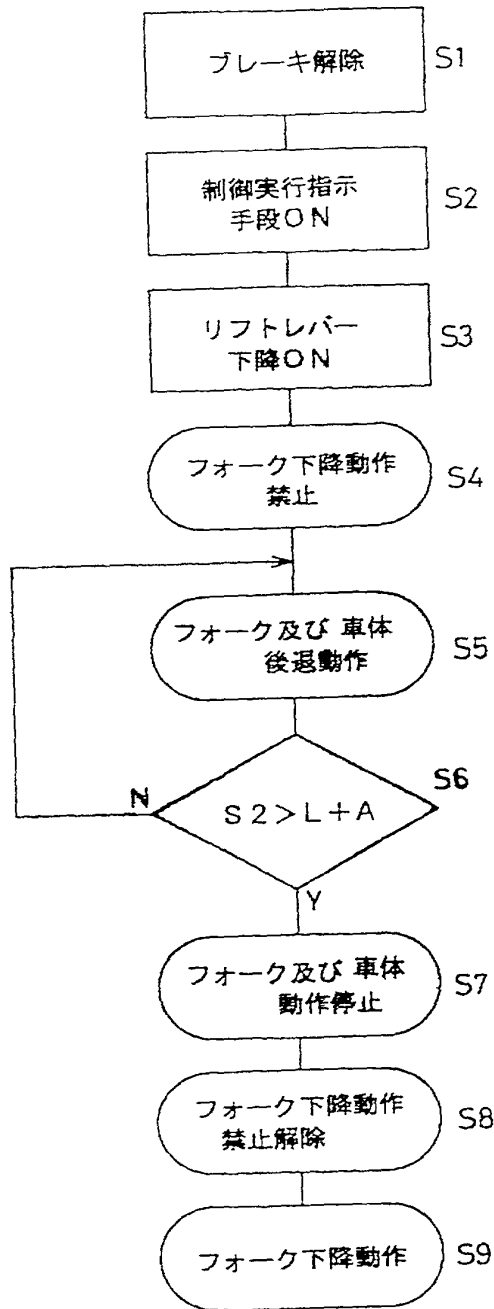 ブレーキ解除
S1
制御実行指示
手段ON
S2
リフトレバー
下降ON
S3
フォーク下降動作
禁止
S4
フォーク及び 車体
後退動作
S5
S6
N
S2>L+A
Y
フォーク及び 車体
動作停止
S7
フォーク下降動作
禁止解除
S8
フォーク下降動作
S9